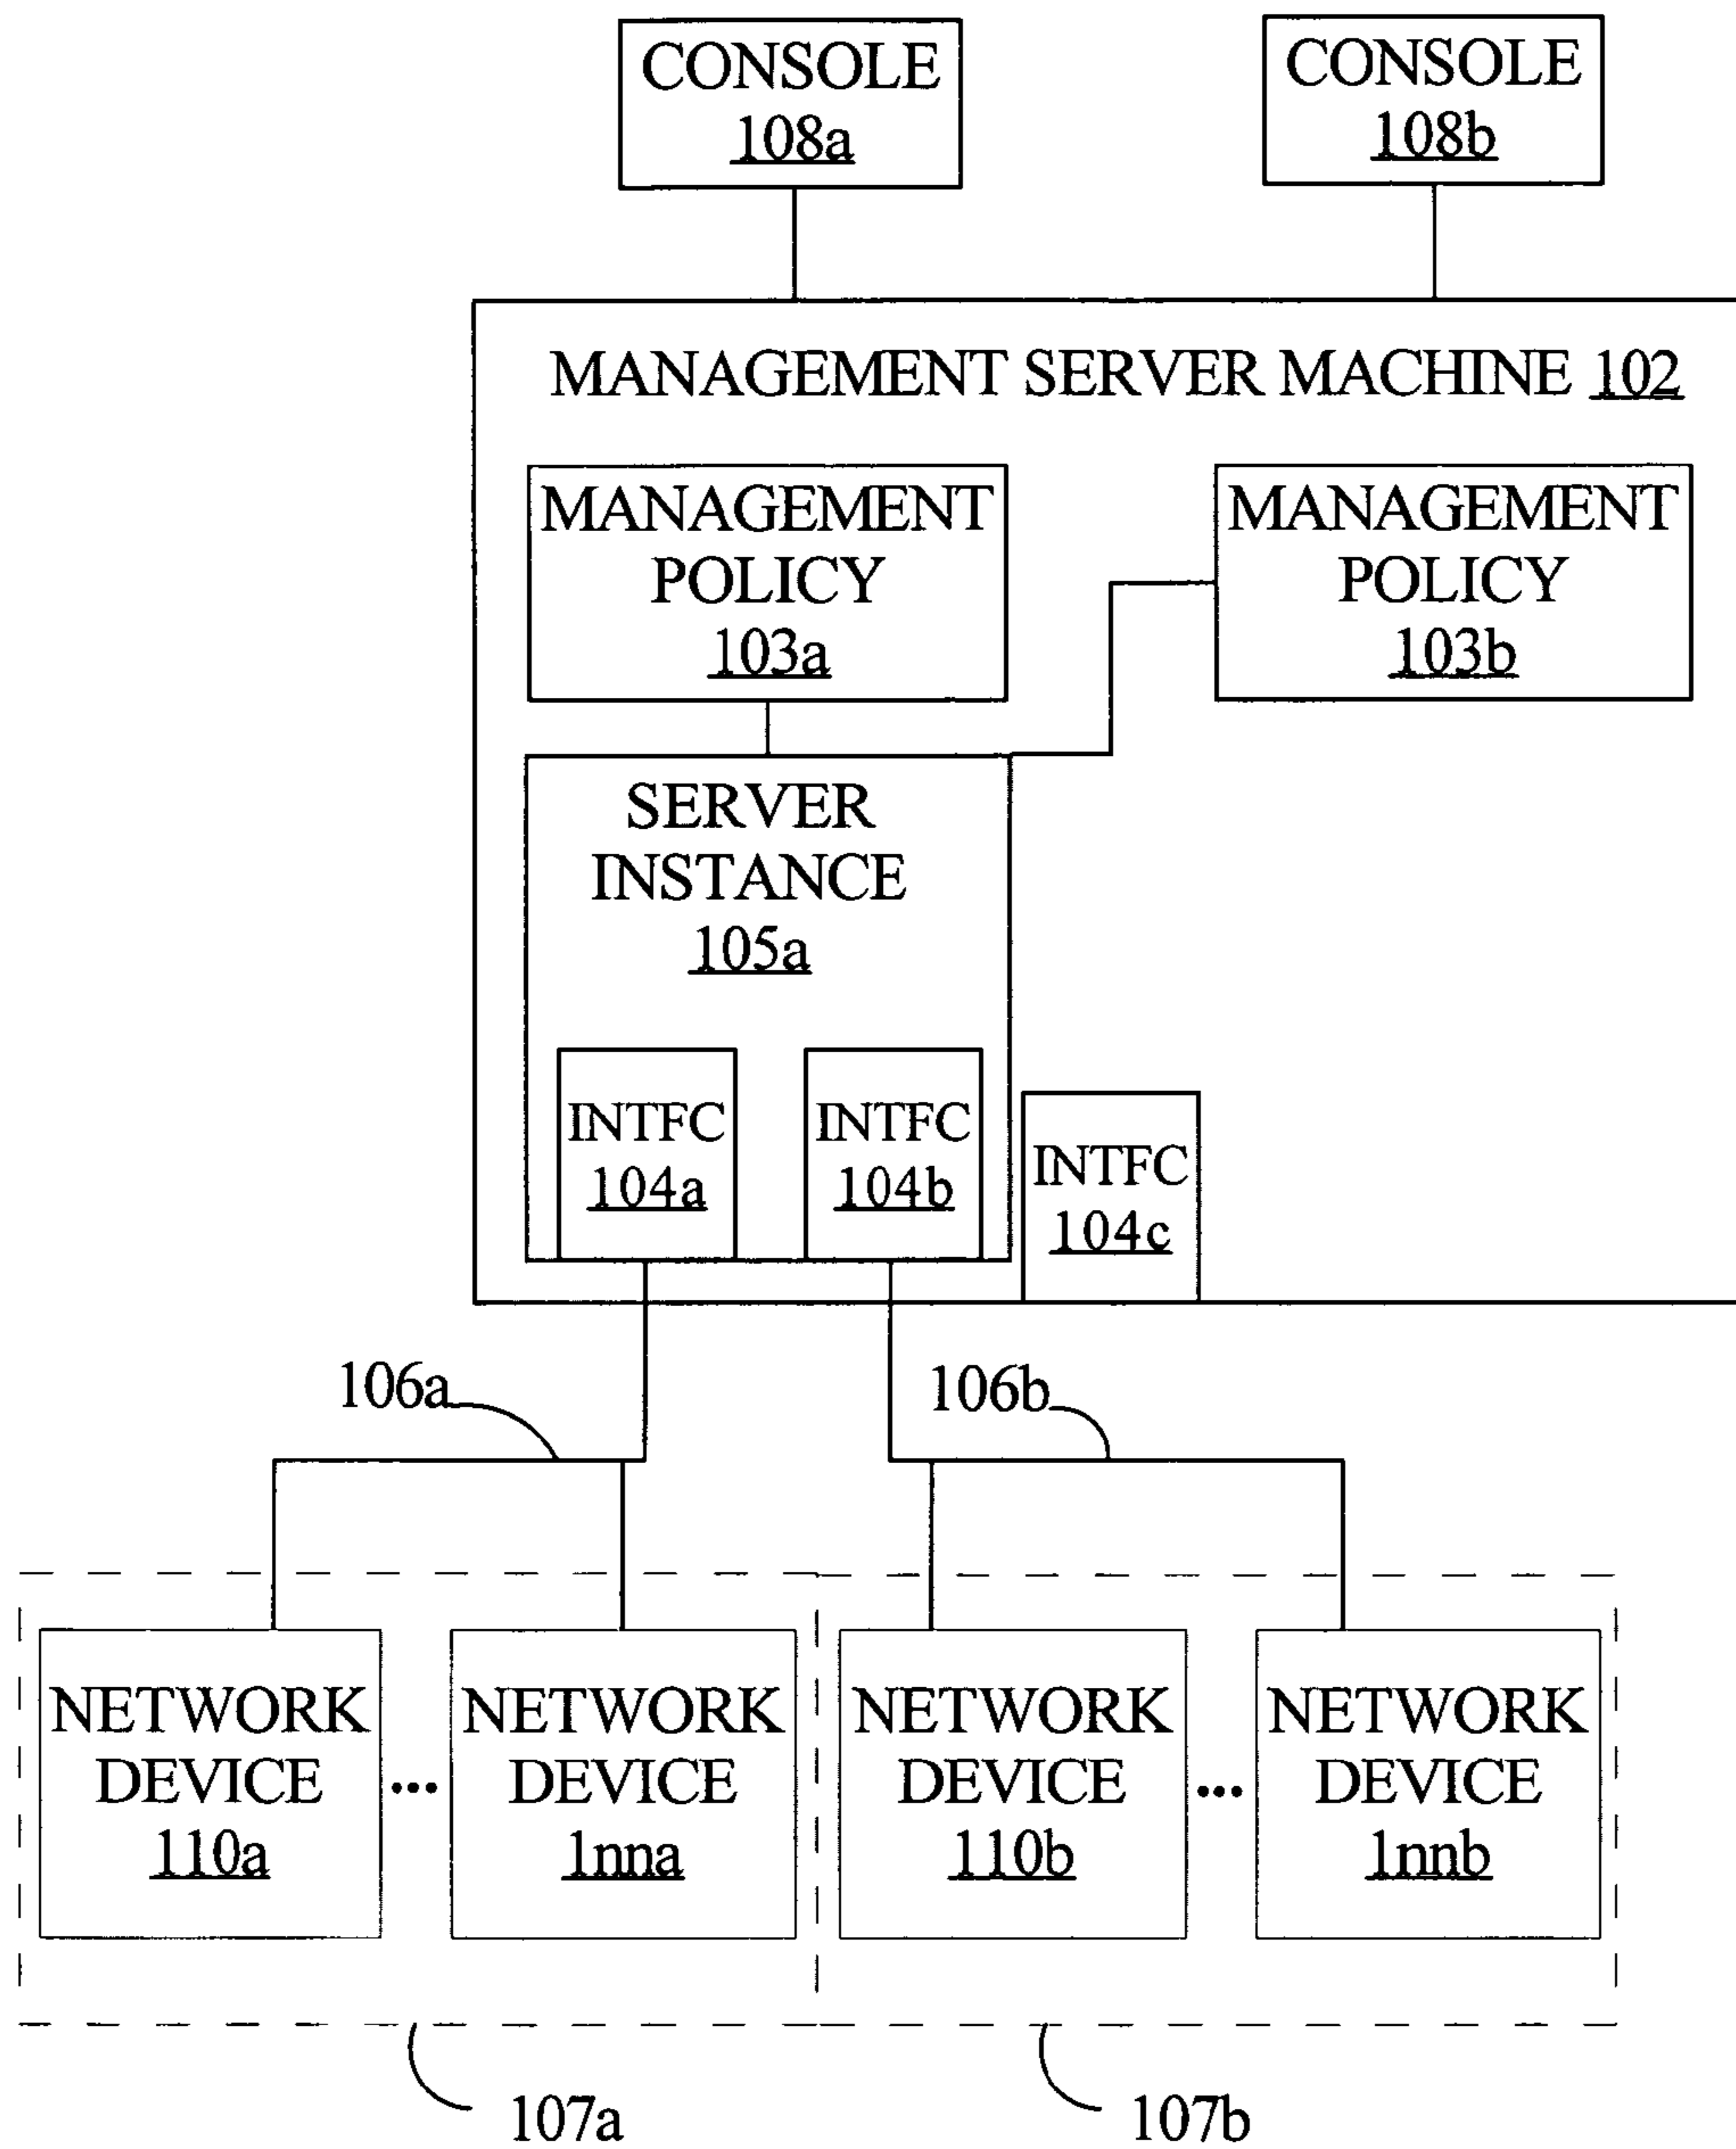 CONSOLE
108a
CONSOLE
108b
MANAGEMENT SERVER MACHINE 102
MANAGEMENT
POLICY
103a
MANAGEMENT
POLICY
103b
SERVER
INSTANCE
105a
INTFC
104a
INTFC
104b
INTFC
104c
106a
106b
NETWORK
DEVICE
110a
...
NETWORK
DEVICE
1nna
NETWORK
DEVICE
110b
...
NETWORK
DEVICE
1nnb
107a
107b